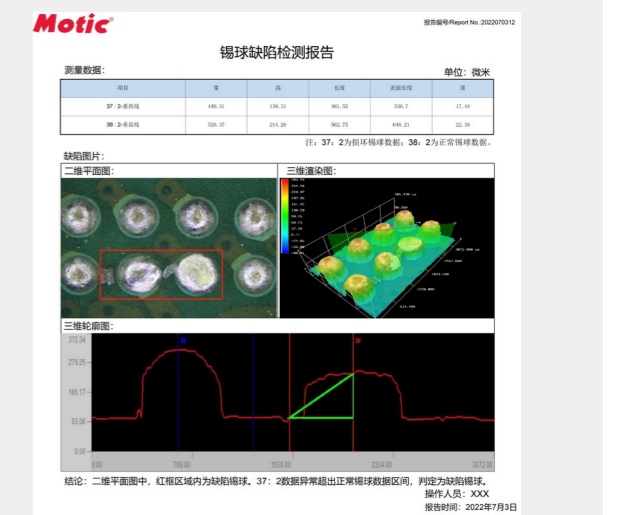 Motic
报告编号/Report No.:2022070312
锡球缺陷检测报告
测量数据：
单位：微米
项目 宽 高 长度 表面长度 度
37：2-垂直线 440.31 138.31 461.52 530.7 17.44
38：2-垂直线 520.37 214.26 562.75 648.21 22.38
注：37：2为损坏锡球数据；38：2为正常锡球数据。
缺陷图片：
二维平面图：
三维渲染图：
三维轮廓图：
372.34
279.25
186.17
93.08
0.00
0.00 768.00 1536.00 2304.00 3072.00
结论：二维平面图中，红框区域内为缺陷锡球。37：2数据异常超出正常锡球数据区间，判定为缺陷锡球。
操作人员：XXX
报告时间：2022年7月3日